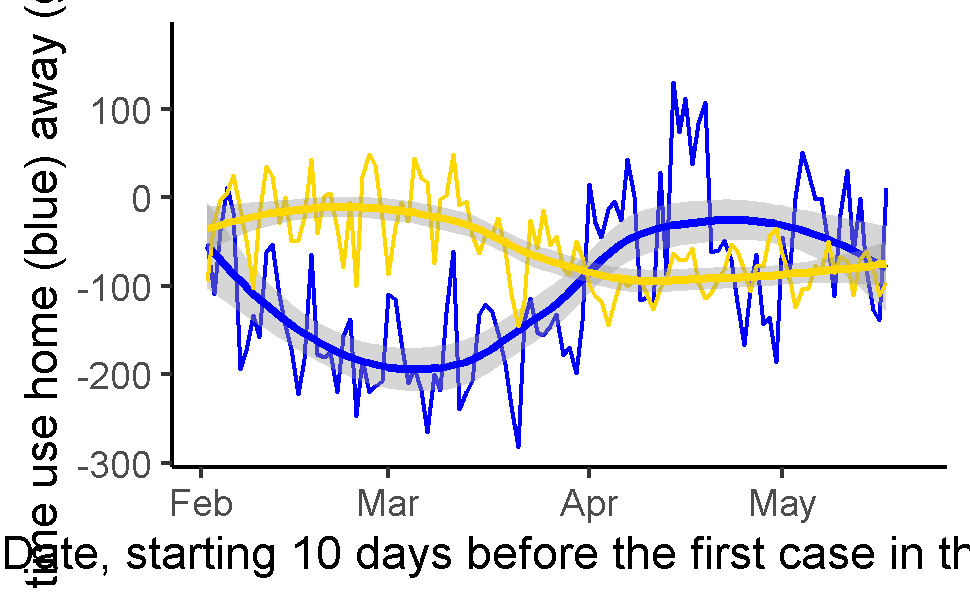 time use home (blue) away (
100
0
-100
-200
-300
Feb Mar Apr May
Date, starting 10 days before the first case in th